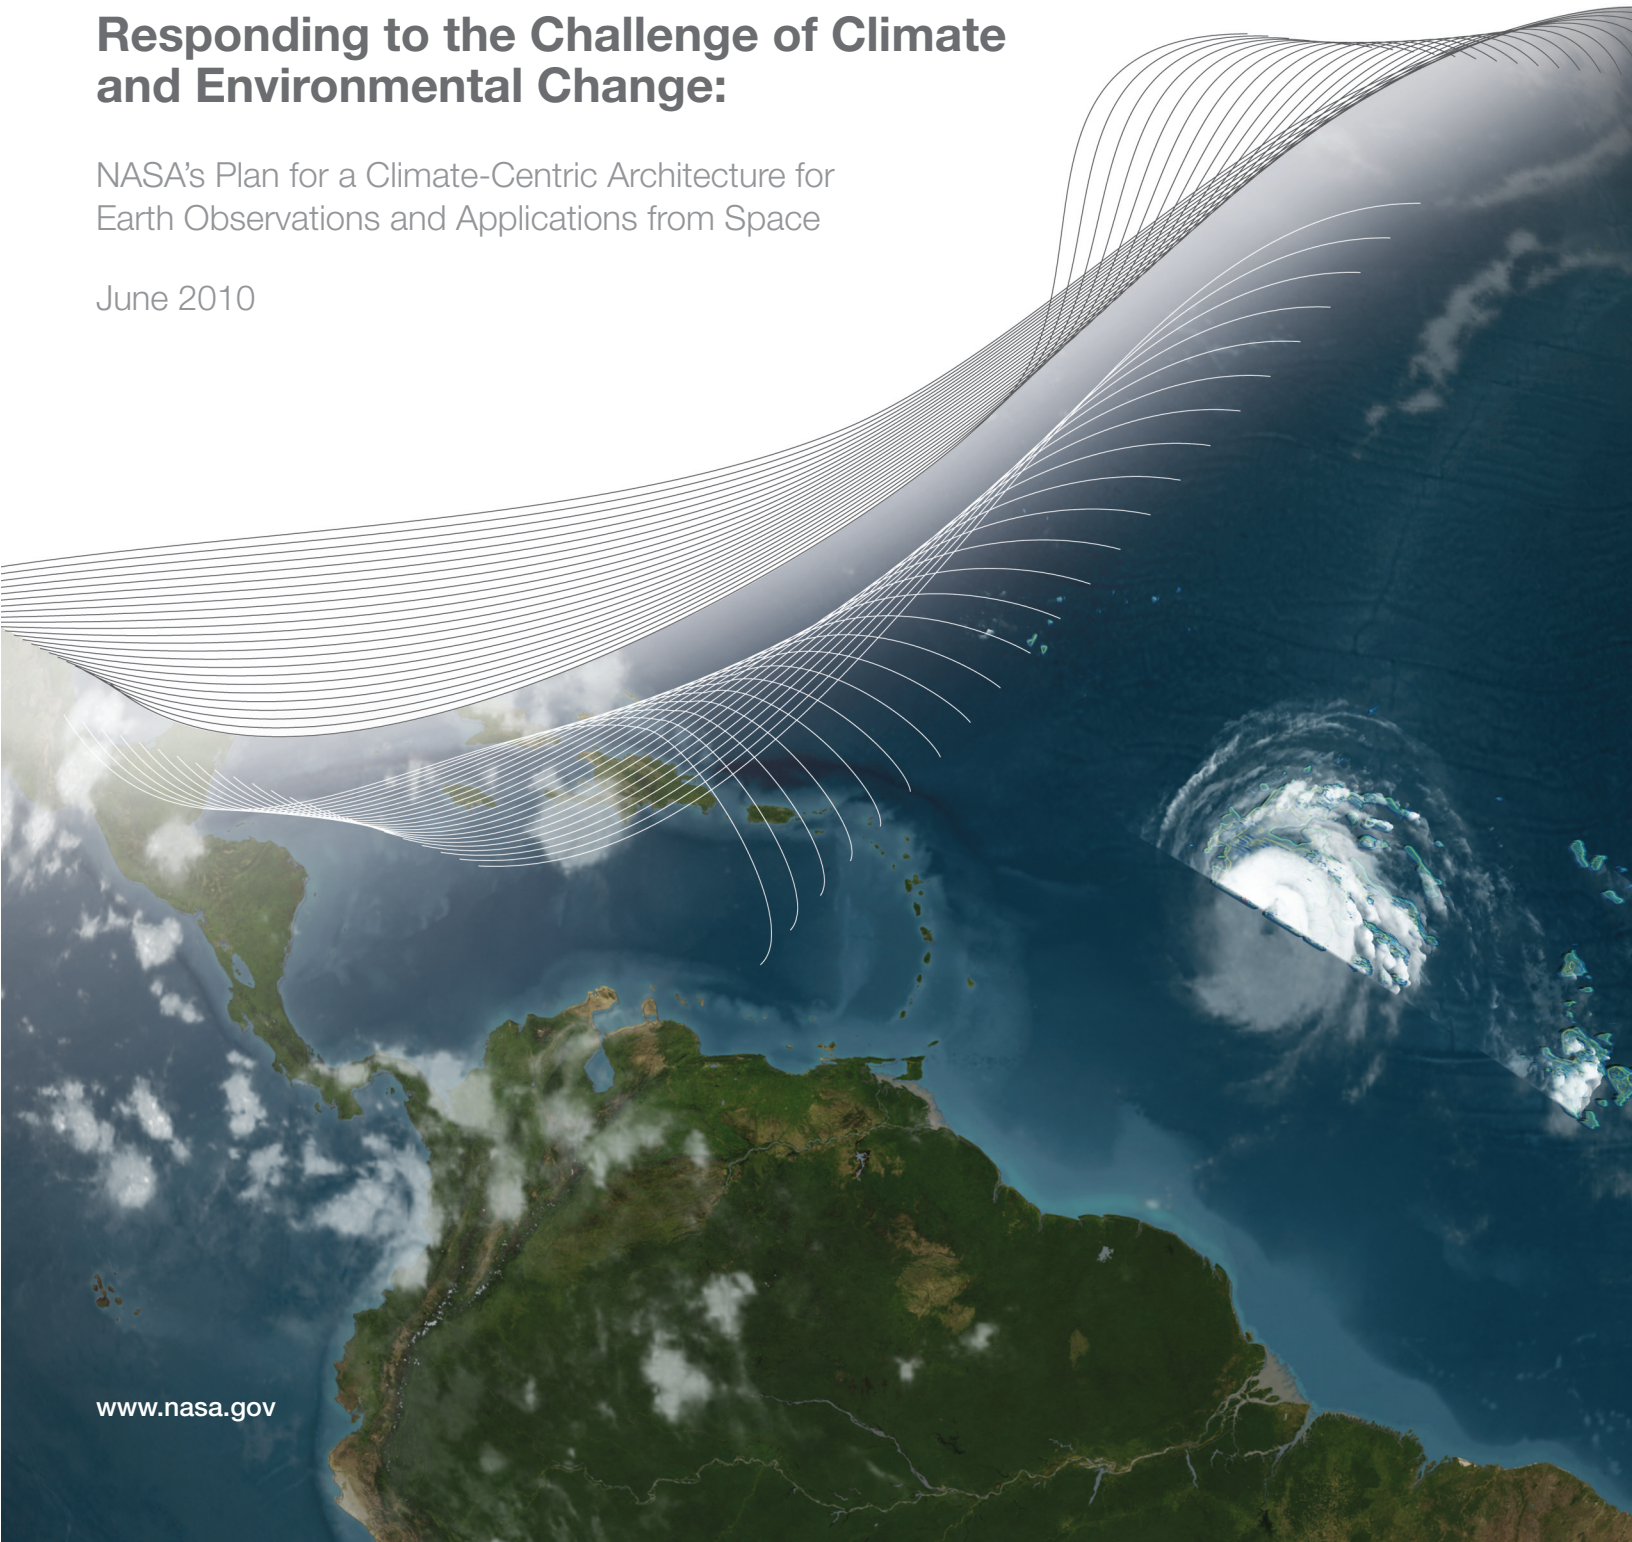 Responding to the Challenge of Climate
and Environmental Change:
NASA’s Plan for a Climate-Centric Architecture for
Earth Observations and Applications from Space
June 2010
www.nasa.gov